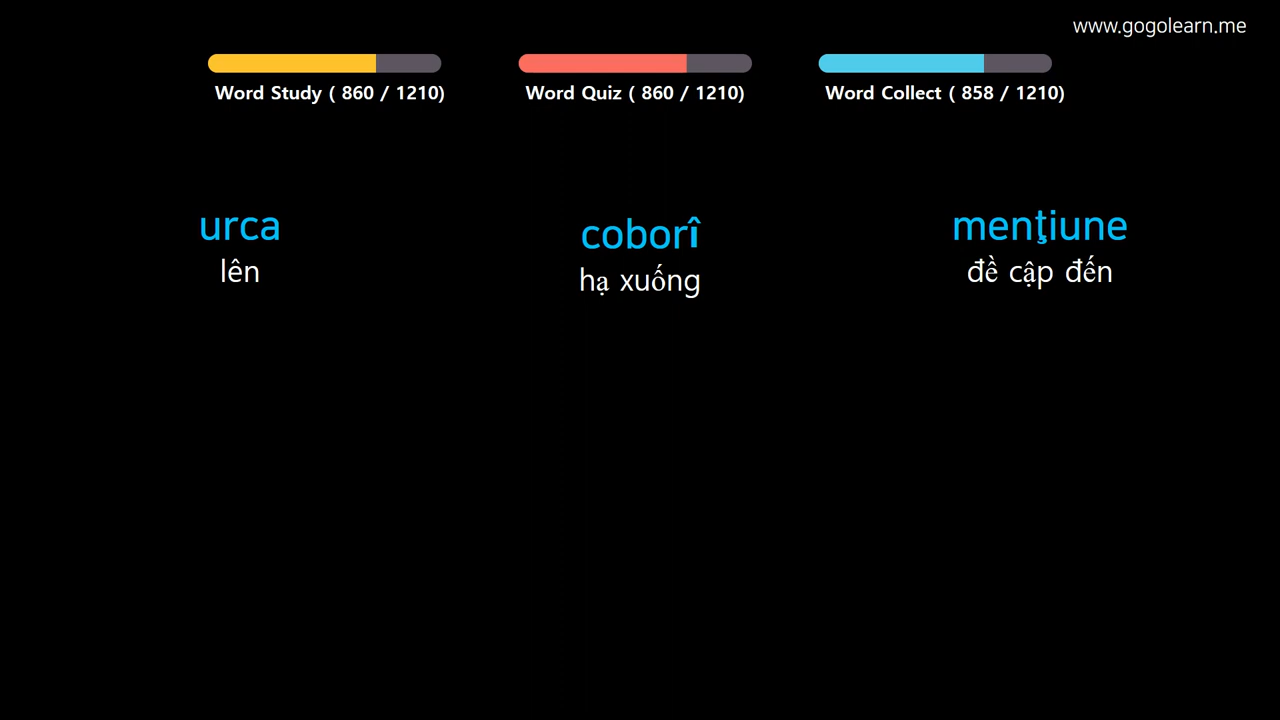 www.gogolearn.me
Word Study ( 860 / 1210)
Word Quiz ( 860 / 1210)
Word Collect ( 858 / 1210)
urca
lên
coborî
hạ xuống
menţiune
đề cập đến